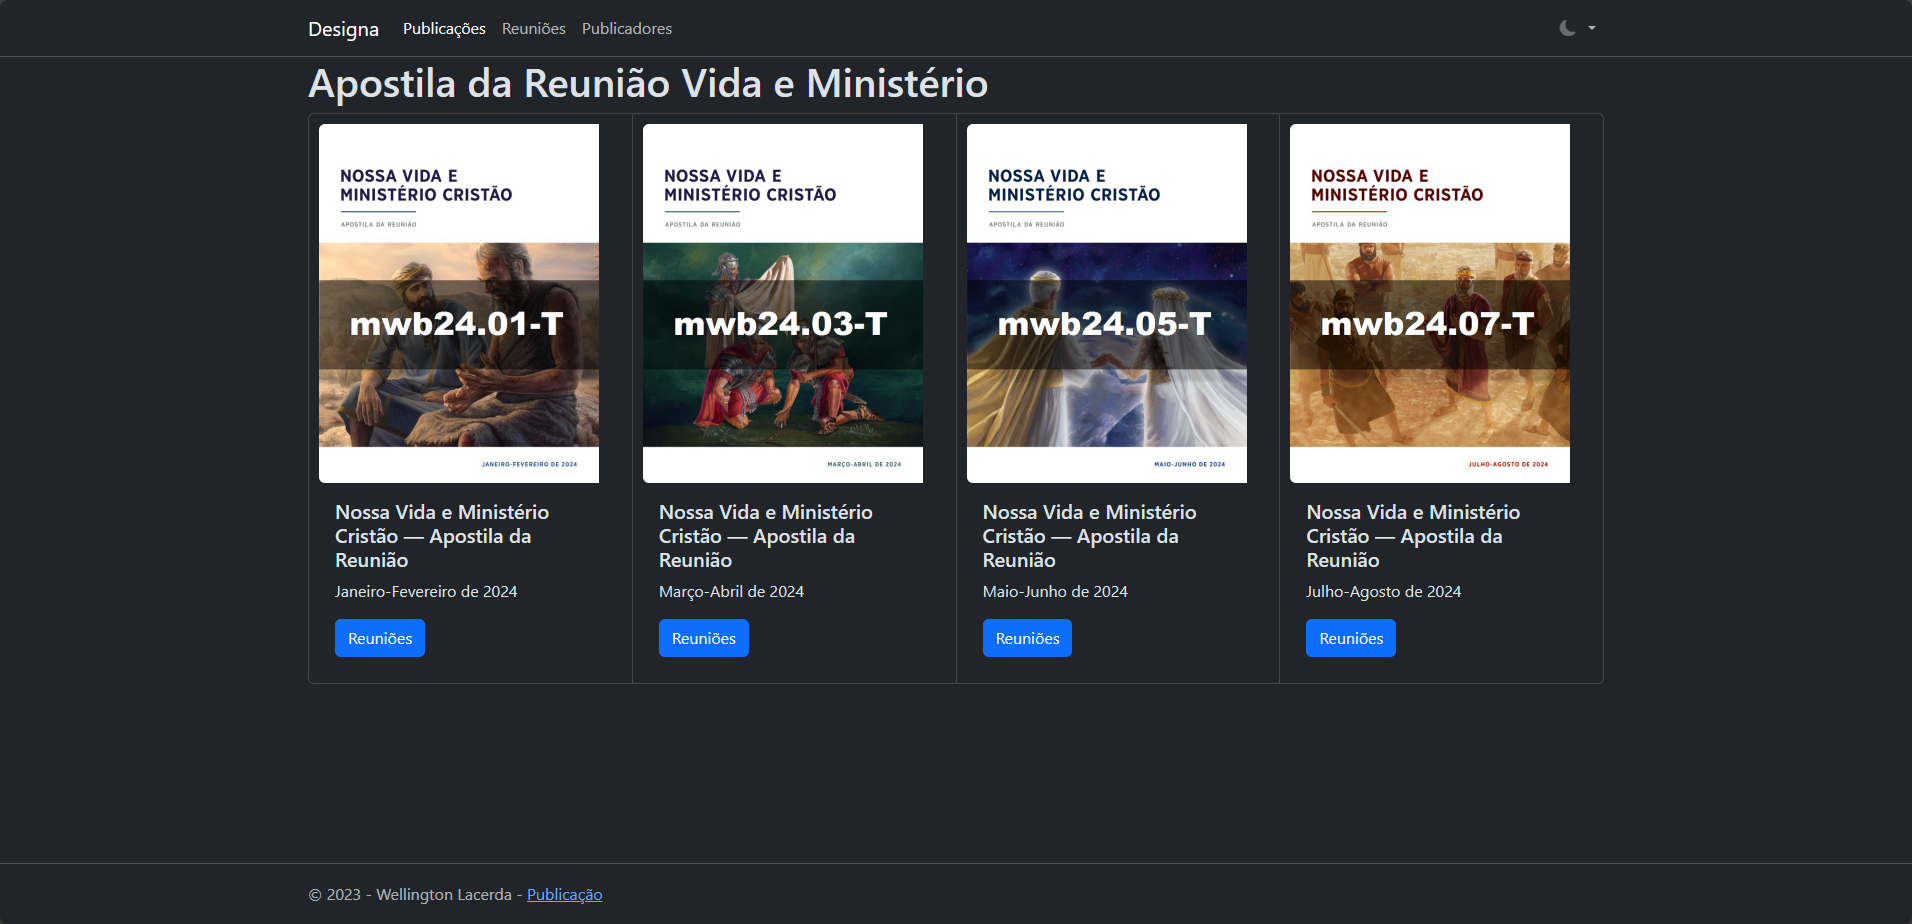 Designa Publicações Reuniões Publicadores
Apostila da Reunião Vida e Ministério
NOSSA VIDA E
MINISTÉRIO CRISTÃO
APOSTILA DA REUNIÃO
mwb24.01-T
JANEIRO-FEVEREIRO DE 2024
Nossa Vida e Ministério
Cristão — Apostila da
Reunião
Janeiro-Fevereiro de 2024
Reuniões
NOSSA VIDA E
MINISTÉRIO CRISTÃO
APOSTILA DA REUNIÃO
mwb24.03-T
MARÇO-ABRIL DE 2024
Nossa Vida e Ministério
Cristão — Apostila da
Reunião
Março-Abril de 2024
Reuniões
NOSSA VIDA E
MINISTÉRIO CRISTÃO
APOSTILA DA REUNIÃO
mwb24.05-T
MAIO-JUNHO DE 2024
Nossa Vida e Ministério
Cristão — Apostila da
Reunião
Maio-Junho de 2024
Reuniões
NOSSA VIDA E
MINISTÉRIO CRISTÃO
APOSTILA DA REUNIÃO
mwb24.07-T
JULHO-AGOSTO DE 2024
Nossa Vida e Ministério
Cristão — Apostila da
Reunião
Julho-Agosto de 2024
Reuniões
© 2023 - Wellington Lacerda - Publicação